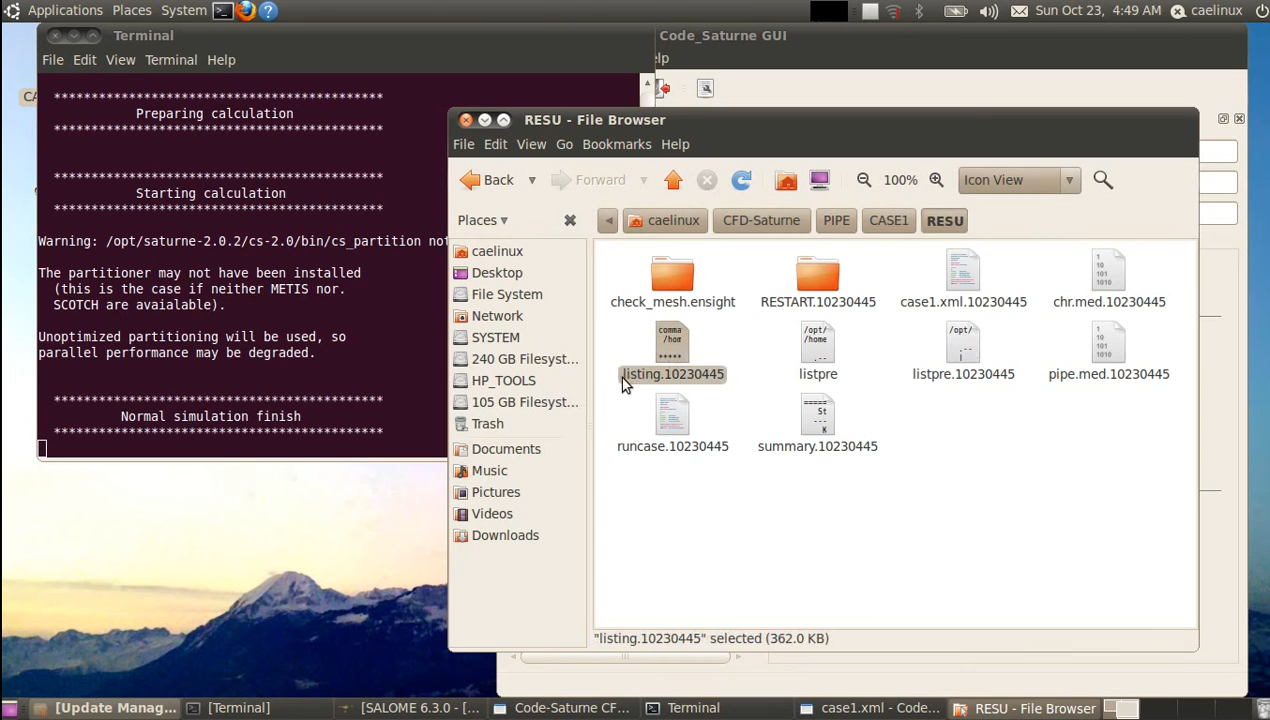 Applications Places System
Sun Oct 23, 4:49 AM
caelinux
Terminal
File Edit View Terminal Help
*******************************************
Preparing calculation
*******************************************
*******************************************
Starting calculation
*******************************************
Warning: /opt/saturne-2.0.2/cs-2.0/bin/cs_partition not
The partitioner may not have been installed
(this is the case if neither METIS nor.
SCOTCH are avaialable).
Unoptimized partitioning will be used, so
parallel performance may be degraded.
*******************************************
Normal simulation finish
*******************************************
Code_Saturne GUI
elp
RESU - File Browser
File Edit View Go Bookmarks Help
Back
Forward
100%
Icon View
Places
caelinux
CFD-Saturne
PIPE
CASE1
RESU
caelinux
Desktop
File System
Network
SYSTEM
240 GB Filesyst...
HP_TOOLS
105 GB Filesyst...
Trash
Documents
Music
Pictures
Videos
Downloads
check_mesh.ensight
RESTART.10230445
case1.xml.10230445
chr.med.10230445
listing.10230445
listpre
listpre.10230445
pipe.med.10230445
runcase.10230445
summary.10230445
"listing.10230445" selected (362.0 KB)
[Update Manag...
[Terminal]
[SALOME 6.3.0 - [...
Code-Saturne CF...
Terminal
case1.xml - Code...
RESU - File Browser